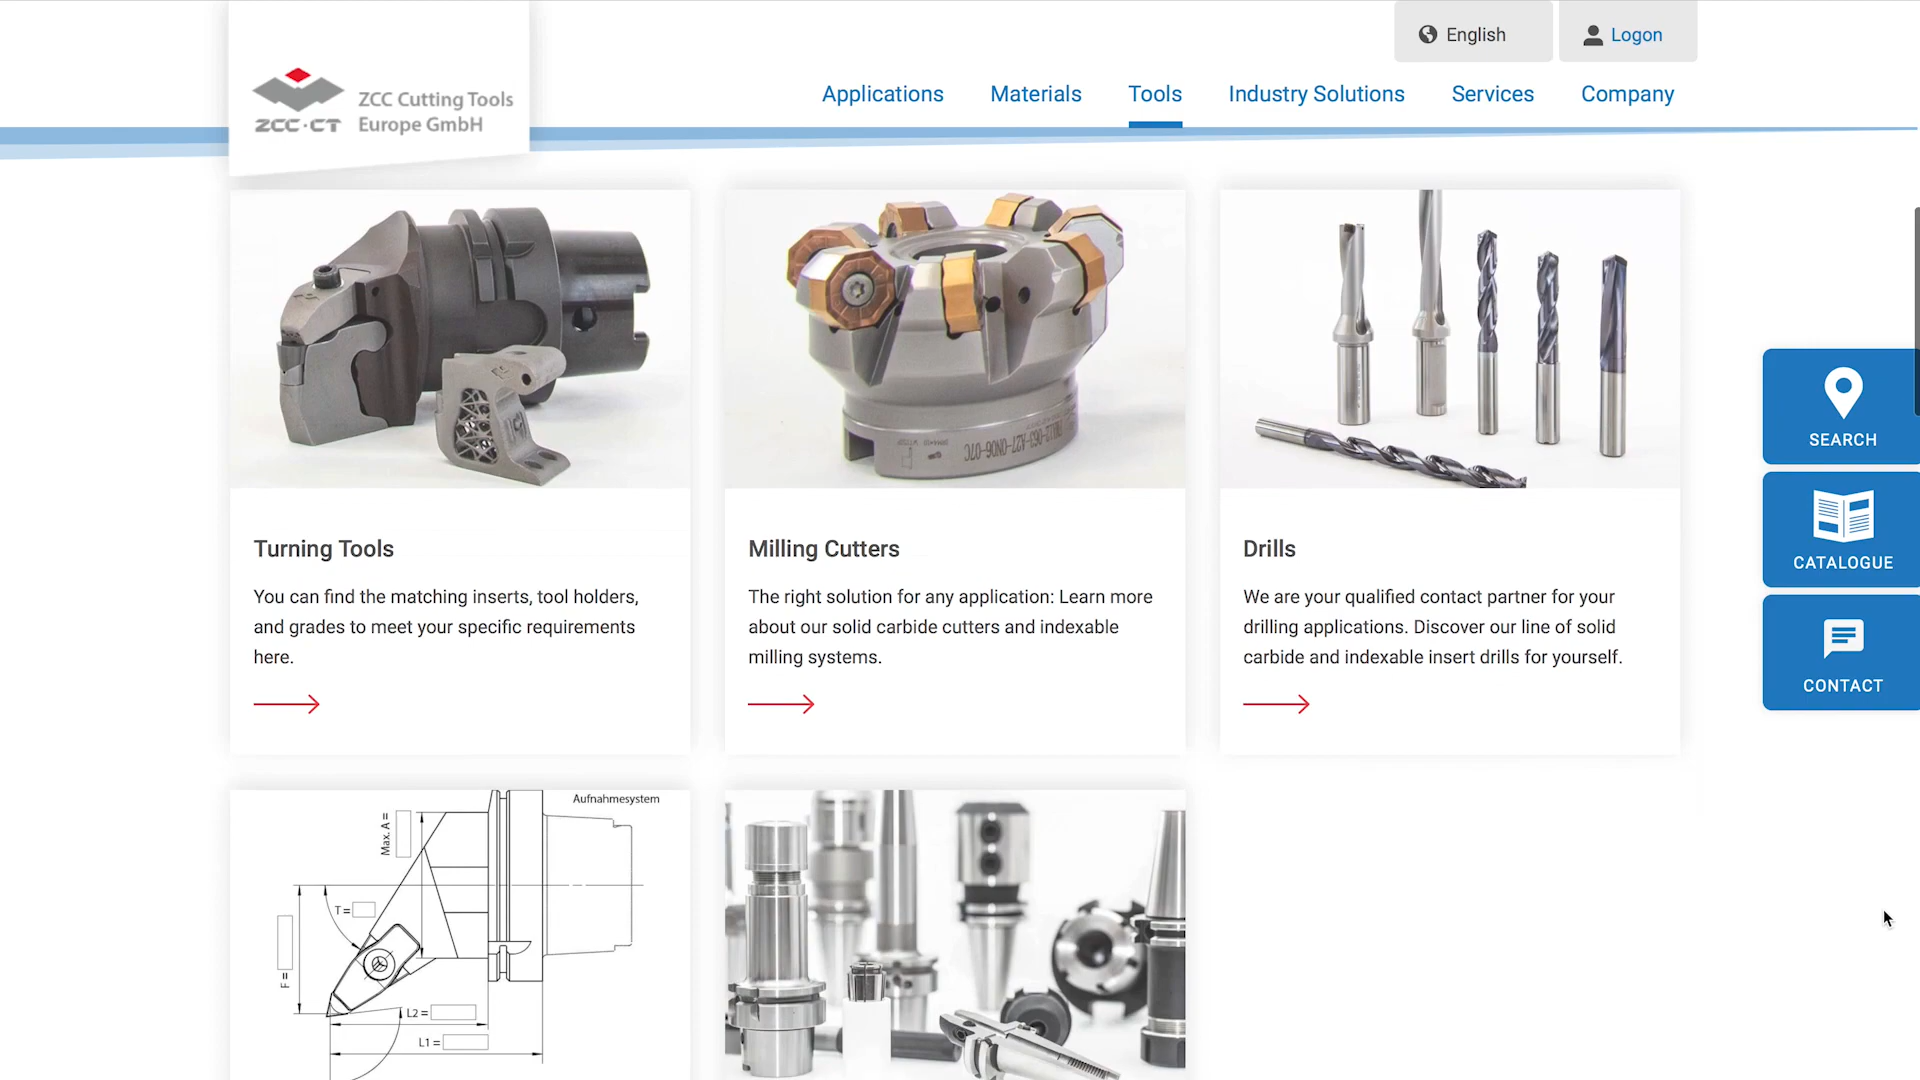 English
Logon
ZCC Cutting Tools
Europe GmbH
ZCC·CT
Applications
Materials
Tools
Industry Solutions
Services
Company
SEARCH
CATALOGUE
CONTACT
Turning Tools
You can find the matching inserts, tool holders,
and grades to meet your specific requirements
here.
Milling Cutters
The right solution for any application: Learn more
about our solid carbide cutters and indexable
milling systems.
Drills
We are your qualified contact partner for your
drilling applications. Discover our line of solid
carbide and indexable insert drills for yourself.
Aufnahmesystem
Max. A =
T =
F =
L2 =
L1 =